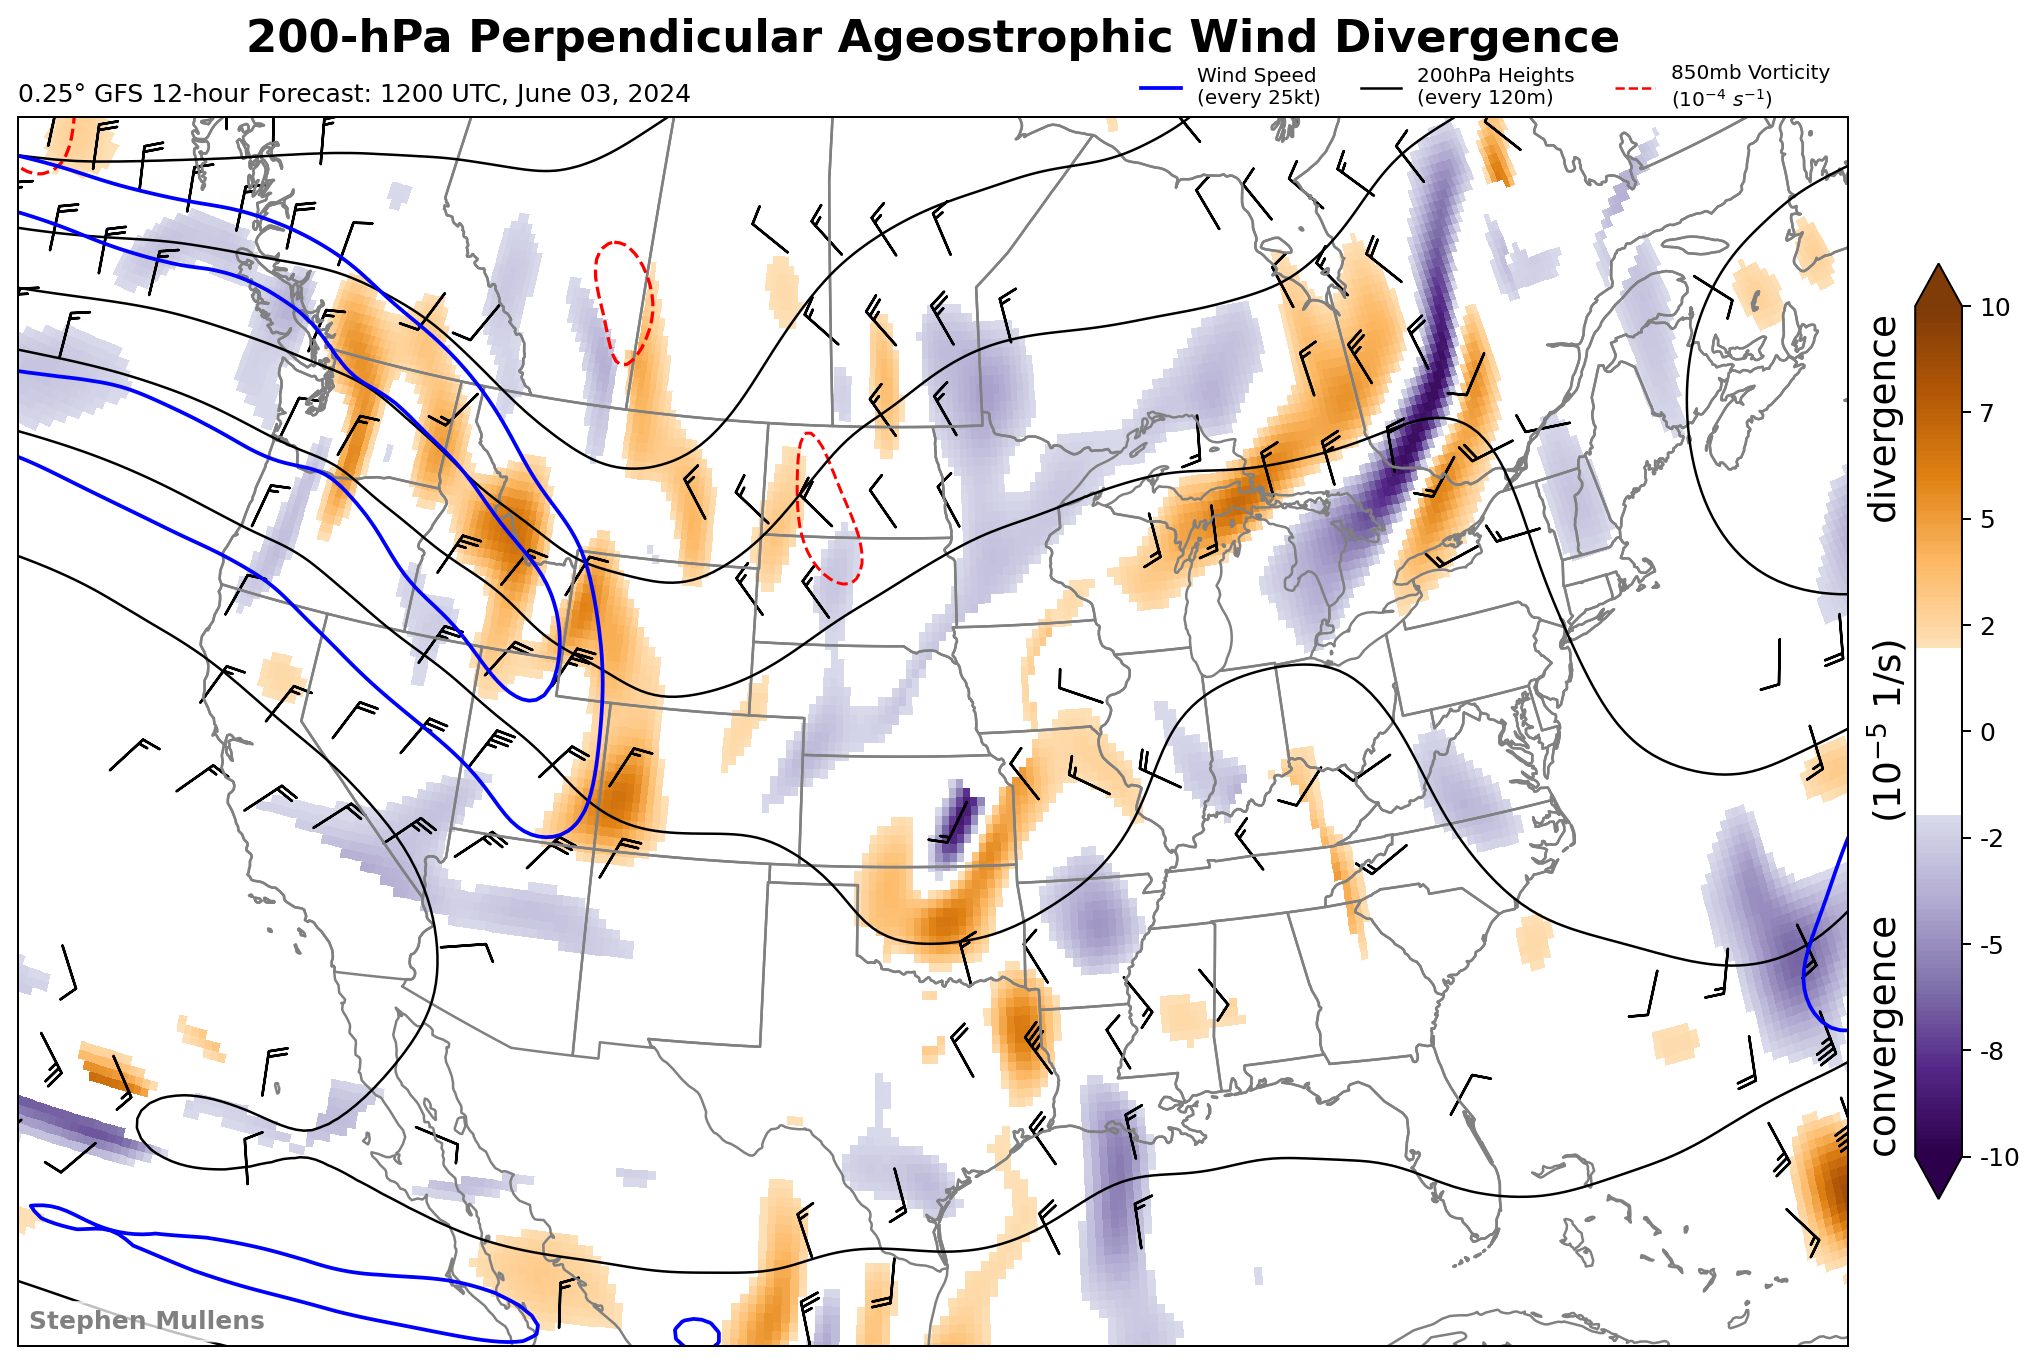 200-hPa Perpendicular Ageostrophic Wind Divergence
0.25° GFS 12-hour Forecast: 1200 UTC, June 03, 2024
Wind Speed
(every 25kt)
200hPa Heights
(every 120m)
850mb Vorticity
(10⁻⁴ s⁻¹)
10
7
5
2
0
-2
-5
-8
-10
convergence (10⁻⁵ 1/s) divergence
Stephen Mullens